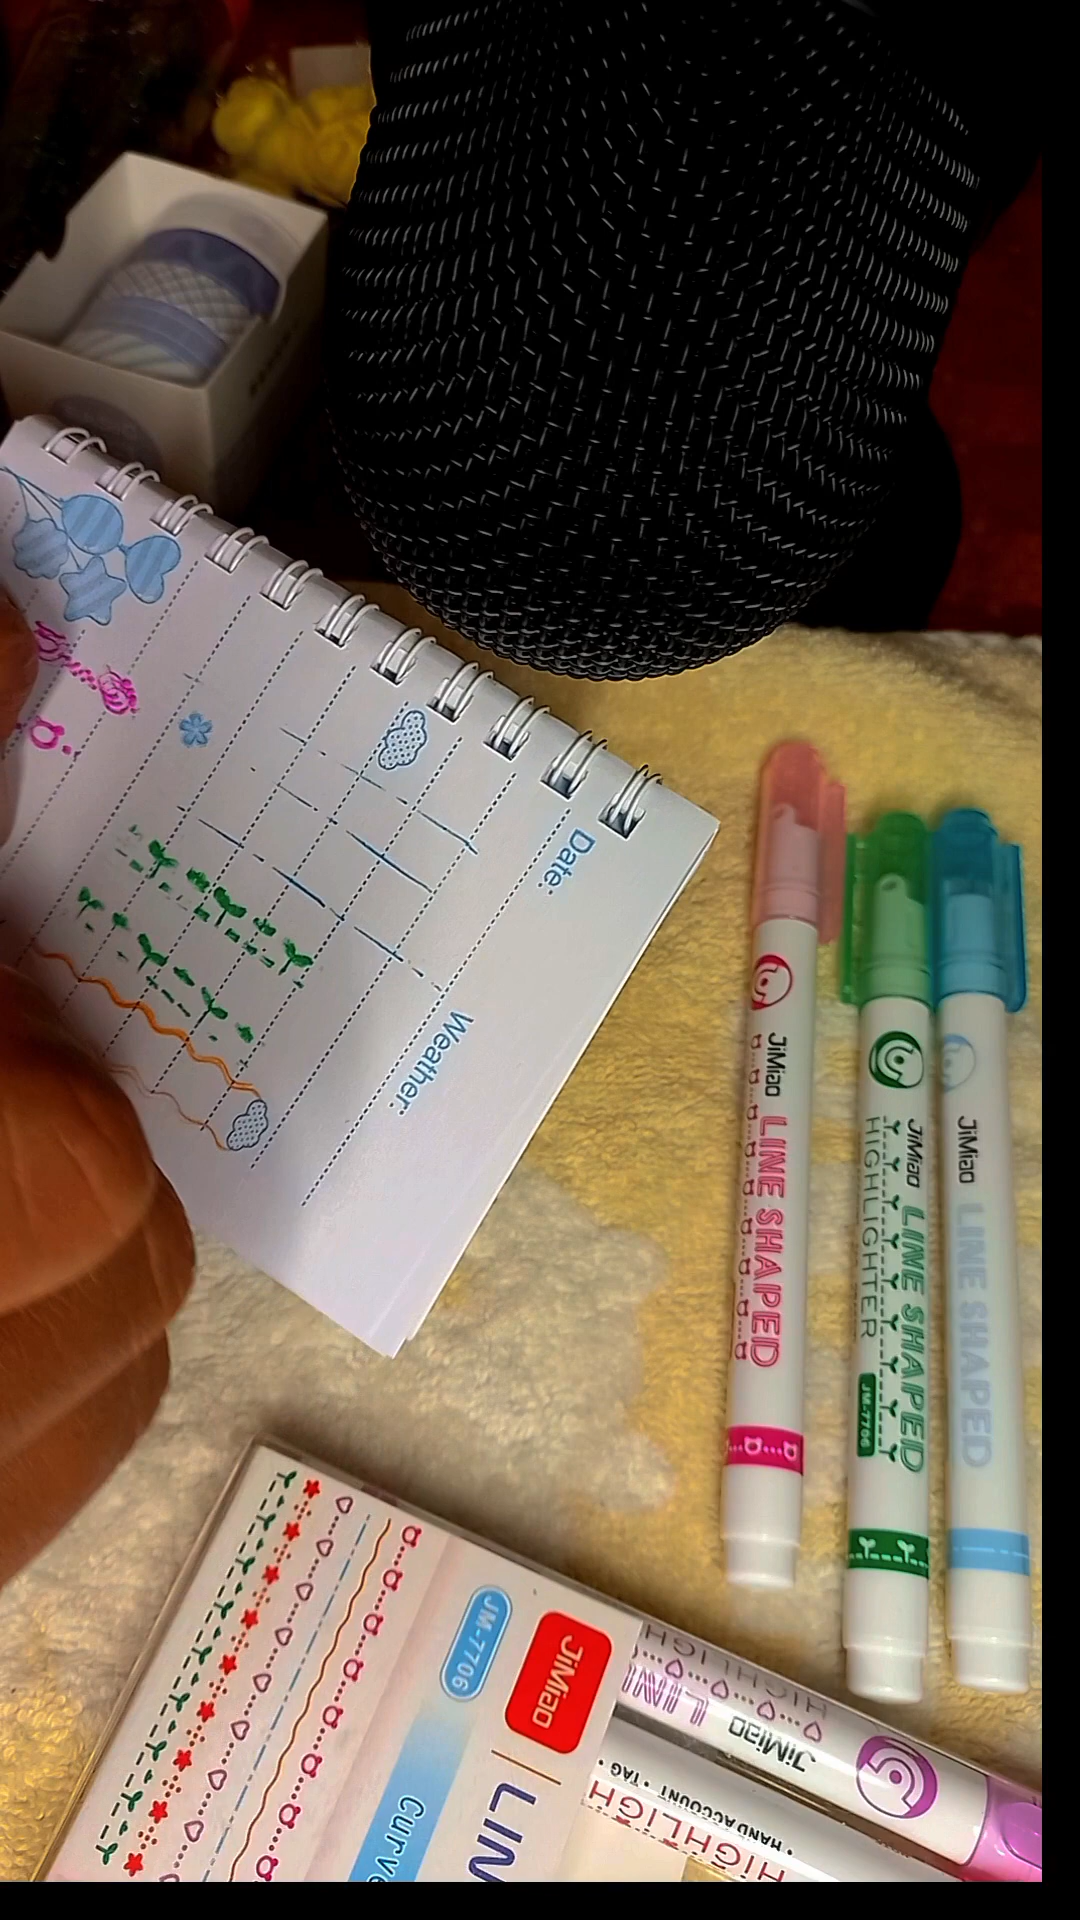 Date:
Weather:
JiMiao LINE SHAPED
JiMiao LINE SHAPED
HIGHLIGHTER JM-7706
JiMiao LINE SHAPED
JM-7706
JiMiao
LIN
Curve
HIGHLIGH
LINI
JiMiao
• HAND ACCOUNT • TAG
HIGHLIGH